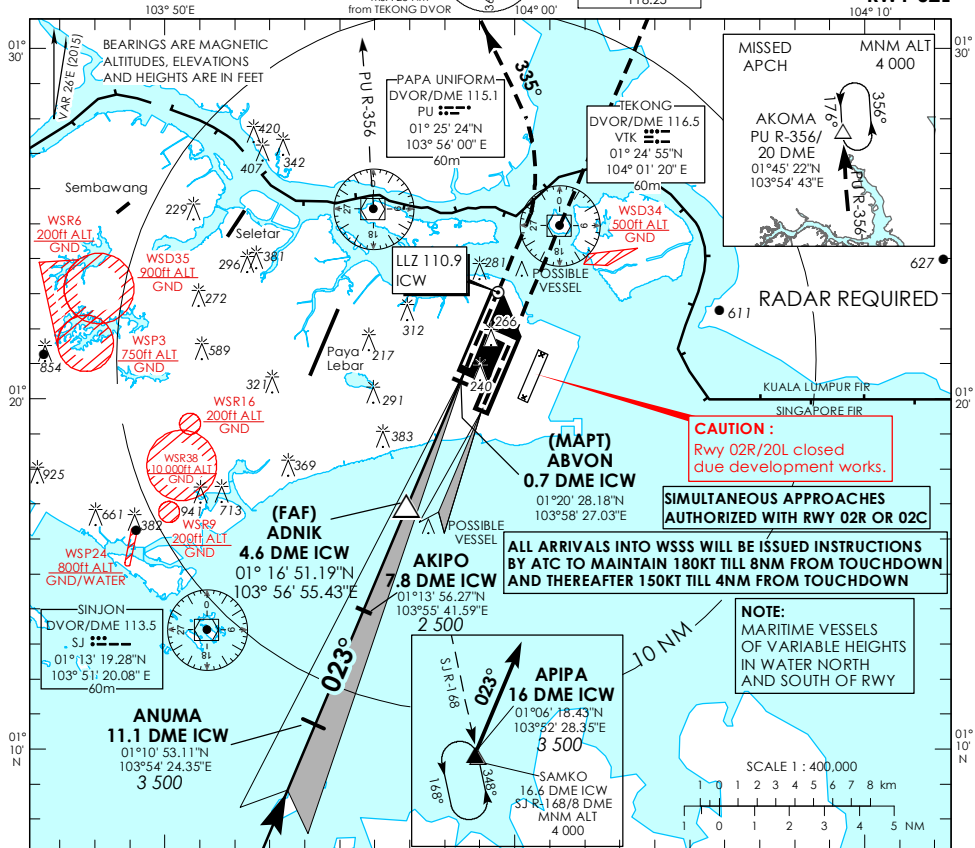 103° 50'E
from TEKONG DVOR
104° 00'
118.25
104° 10'
01°
30'
BEARINGS ARE MAGNETIC
ALTITUDES, ELEVATIONS
AND HEIGHTS ARE IN FEET
VAR 26'E (2015)
PU R-356
335°
PAPA UNIFORM
DVOR/DME 115.1
PU
01° 25' 24"N
103° 56' 00" E
60m
TEKONG
DVOR/DME 116.5
VTK
01° 24' 55"N
104° 01' 20" E
60m
MISSED
APCH
MNM ALT
4 000
176°
356°
AKOMA
PU R-356/
20 DME
01°45' 22"N
103°54' 43"E
PU R-356
01°
30'
420
407
342
Sembawang
229
Seletar
296
381
WSR6
200ft ALT
GND
WSD35
900ft ALT
GND
WSP3
750ft ALT
GND
854
272
589
321
312
217
Paya
Lebar
291
0
9
18
27
0
9
18
27
LLZ 110.9
ICW
281
POSSIBLE
VESSEL
WSD34
500ft ALT
GND
627
RADAR REQUIRED
611
266
240
KUALA LUMPUR FIR
SINGAPORE FIR
01°
20'
01°
20'
WSR16
200ft ALT
GND
WSR38
10 000ft ALT
GND
925
383
369
941
713
661
382
WSR9
200ft ALT
GND
WSP24
800ft ALT
GND/WATER
CAUTION :
Rwy 02R/20L closed
due development works.
(MAPT)
ABVON
0.7 DME ICW
01°20' 28.18"N
103°58' 27.03"E
SIMULTANEOUS APPROACHES
AUTHORIZED WITH RWY 02R OR 02C
(FAF)
ADNIK
4.6 DME ICW
01° 16' 51.19"N
103° 56' 55.43"E
POSSIBLE
VESSEL
ALL ARRIVALS INTO WSSS WILL BE ISSUED INSTRUCTIONS
BY ATC TO MAINTAIN 180KT TILL 8NM FROM TOUCHDOWN
AND THEREAFTER 150KT TILL 4NM FROM TOUCHDOWN
AKIPO
7.8 DME ICW
01°13' 56.27"N
103°55' 41.59"E
2 500
SINJON
DVOR/DME 113.5
SJ
01°13' 19.28"N
103°51' 20.08" E
60m
0
9
18
27
NOTE:
MARITIME VESSELS
OF VARIABLE HEIGHTS
IN WATER NORTH
AND SOUTH OF RWY
10 NM
023°
ANUMA
11.1 DME ICW
01°10' 53.11"N
103°54' 24.35"E
3 500
SJ R-168
023°
APIPA
16 DME ICW
01°06' 18.43"N
103°52' 28.35"E
3 500
168°
348°
SAMKO
16.6 DME ICW
SJ R-168/8 DME
MNM ALT
4 000
01°
10'
N
01°
10'
N
SCALE 1 : 400,000
1 0 1 2 3 4 5 6 7 8 km
1 0 1 2 3 4 5 NM